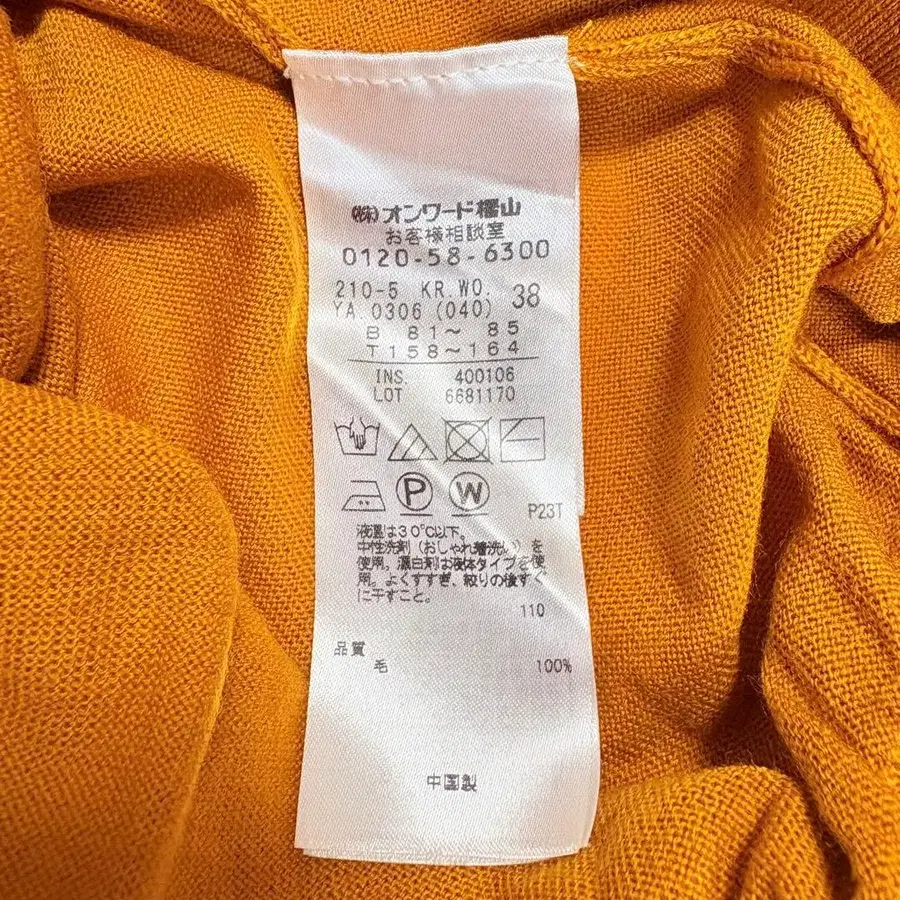 (株)オンワード樫山
お客様相談室
0120-58-6300
210-5 KR.WO. 38
YA 0306 (040)
B 81～ 85
T 158～164
INS. 400106
LOT 6681170
P W
P23T
液温は30℃以下。
中性洗剤(おしゃれ着洗い)を
使用。漂白剤は液体タイプを使
用。よくすすぎ、絞りの後すぐ
に干すこと。
110
品質
毛 100%
中国製